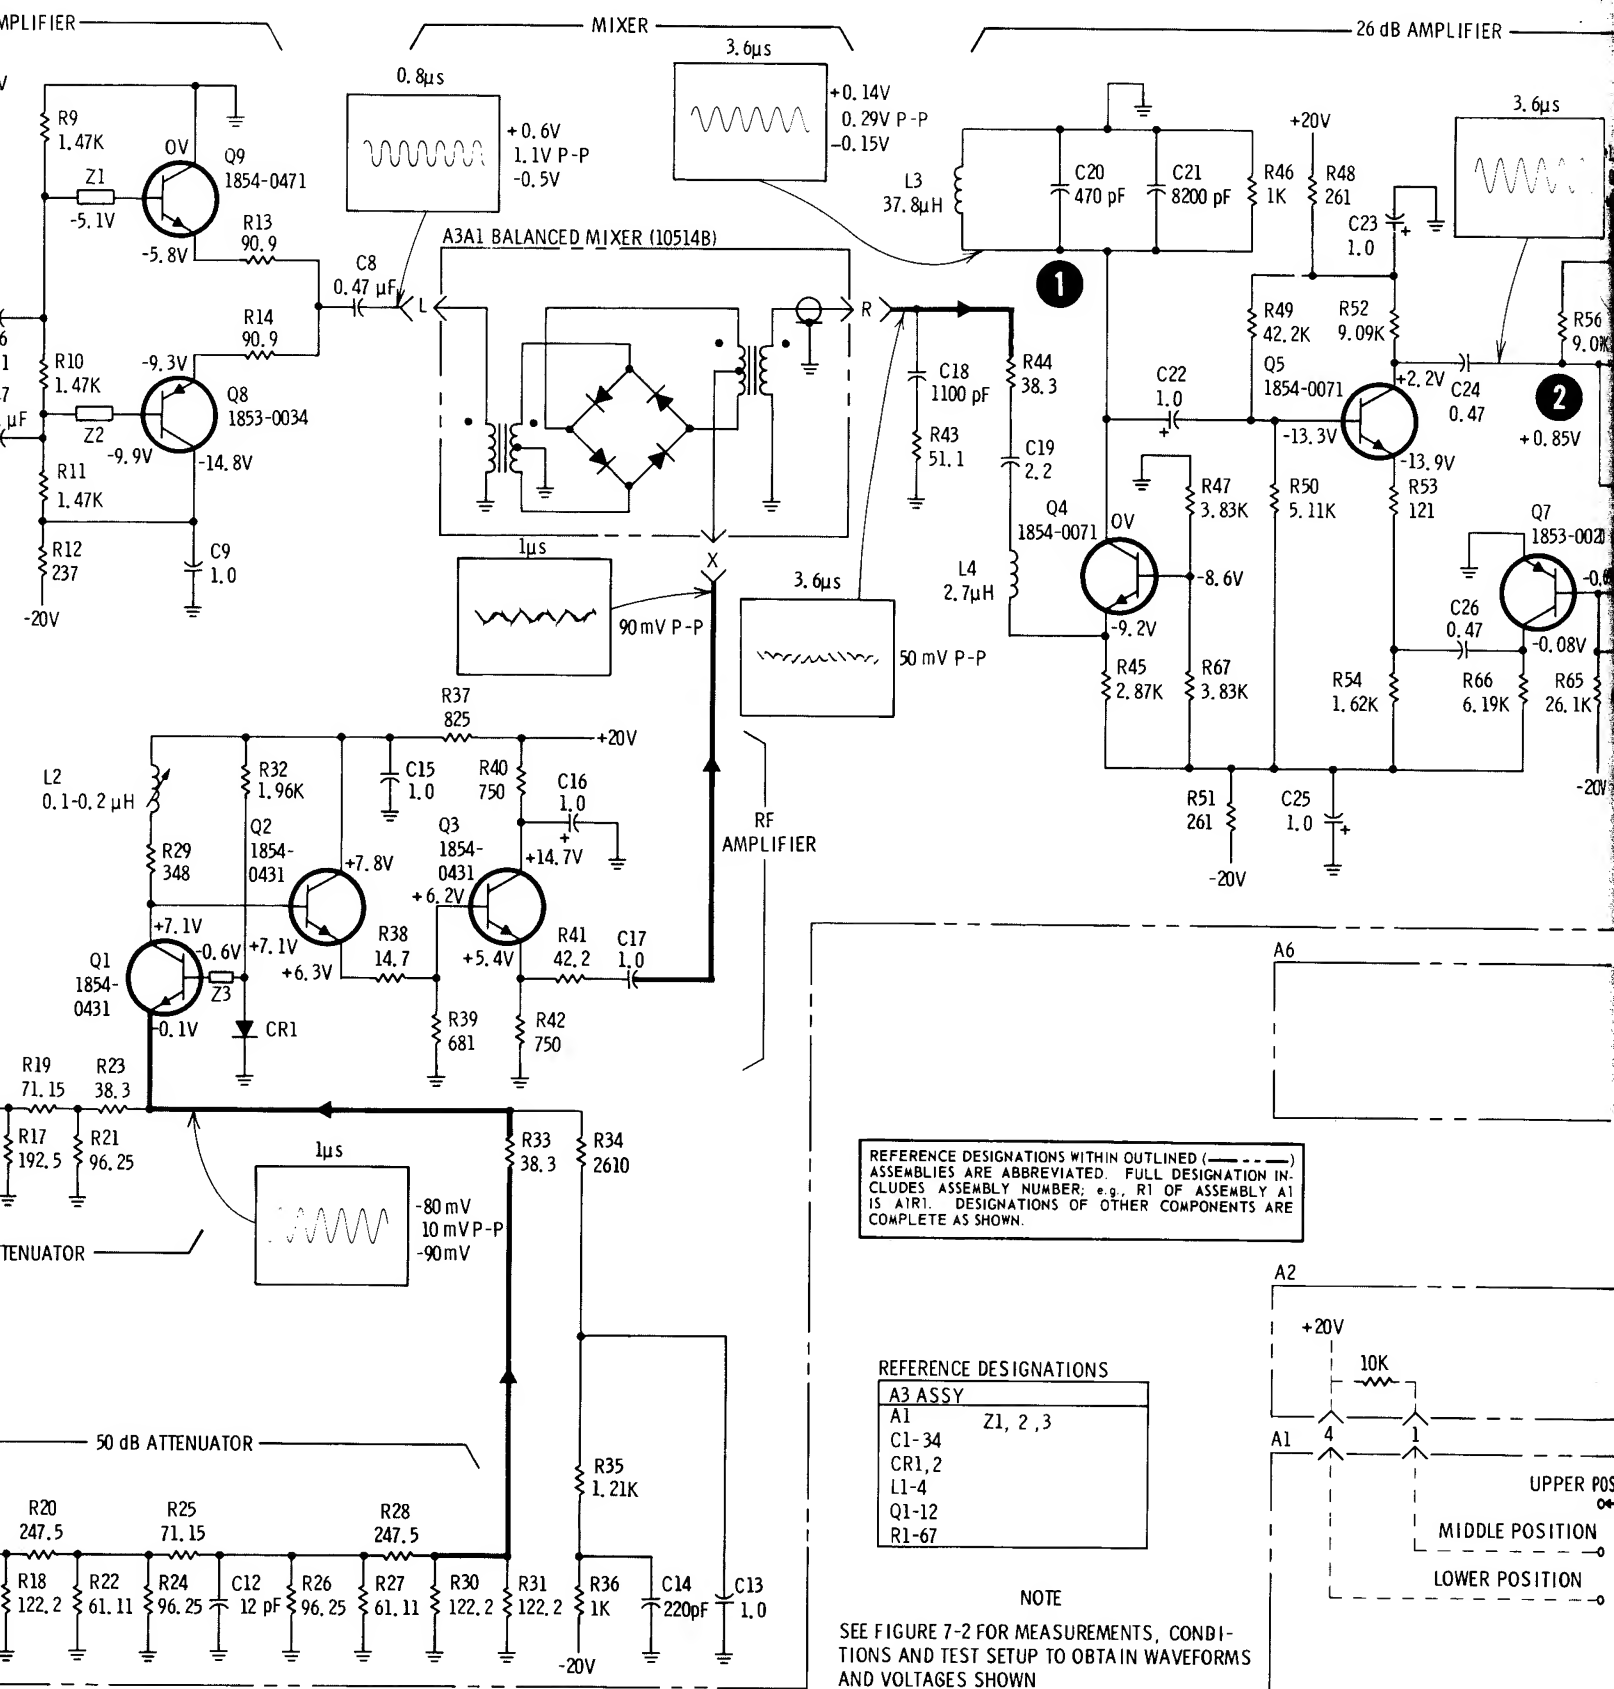 MPLIFIER
MIXER
26 dB AMPLIFIER
V
R9
1.47K
0V
Z1
-5.1V
Q9
1854-0471
-5.8V
R13
90.9
R14
90.9
C8
0.47 µF
R10
1.47K
-9.3V
Q8
1853-0034
Z2
-9.9V
-14.8V
6
1
7
µF
R11
1.47K
R12
237
-20V
C9
1.0
0.8µs
+0.6V
1.1V P-P
-0.5V
3.6µs
+0.14V
0.29V P-P
-0.15V
A3A1 BALANCED MIXER (10514B)
L
R
X
1µs
90mV P-P
3.6µs
50 mV P-P
C18
1100 pF
R43
51.1
R44
38.3
C19
2.2
L4
2.7µH
L3
37.8µH
C20
470 pF
C21
8200 pF
R46
1K
1
+20V
R48
261
C23
1.0
3.6µs
R49
42.2K
R52
9.09K
R56
Q5
1854-0071
+2.2V
C24
0.47
2
+0.85V
C22
1.0
-13.3V
-13.9V
Q4
1854-0071
0V
R47
3.83K
-8.6V
-9.2V
R50
5.11K
R53
121
Q7
C26
0.47
-0.08V
R45
2.87K
R67
3.83K
R54
1.62K
R66
6.19K
R65
26.1K
-20V
R51
261
-20V
C25
1.0
R37
825
+20V
L2
0.1-0.2 µH
R32
1.96K
C15
1.0
R40
750
C16
1.0
R29
348
Q2
1854-
0431
+7.8V
Q3
1854-
0431
+14.7V
+6.2V
RF
AMPLIFIER
+7.1V
-0.6V
+7.1V
+6.3V
R38
14.7
+5.4V
R41
42.2
C17
1.0
Q1
1854-
0431
Z3
-0.1V
CR1
R39
681
R42
750
R19
71.15
R23
38.3
R17
192.5
R21
96.25
1µs
-80 mV
10 mV P-P
-90mV
R33
38.3
R34
2610
TENUATOR
50 dB ATTENUATOR
R35
1.21K
R20
247.5
R25
71.15
R28
247.5
R18
122.2
R22
61.11
R24
96.25
C12
12 pF
R26
96.25
R27
61.11
R30
122.2
R31
122.2
R36
1K
-20V
C14
220pF
C13
1.0
A6
REFERENCE DESIGNATIONS WITHIN OUTLINED (— - - —)
ASSEMBLIES ARE ABBREVIATED. FULL DESIGNATION IN-
CLUDES ASSEMBLY NUMBER; e.g., R1 OF ASSEMBLY A1
IS A1R1. DESIGNATIONS OF OTHER COMPONENTS ARE
COMPLETE AS SHOWN.
REFERENCE DESIGNATIONS
A3 ASSY
A1 Z1, 2 ,3
C1-34
CR1,2
L1-4
Q1-12
R1-67
NOTE
SEE FIGURE 7-2 FOR MEASUREMENTS, CONDI-
TIONS AND TEST SETUP TO OBTAIN WAVEFORMS
AND VOLTAGES SHOWN
A2
+20V
10K
A1
4
1
UPPER POS
MIDDLE POSITION
LOWER POSITION